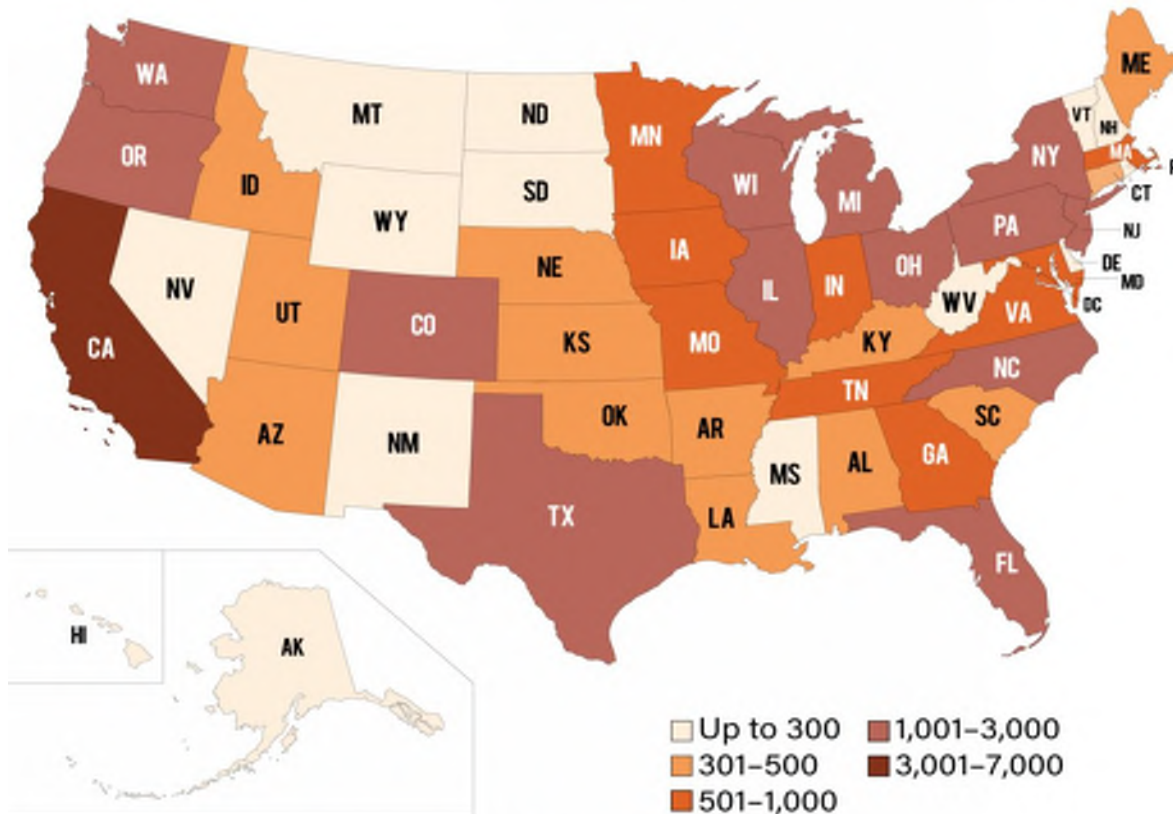 WA
MT
ND
MN
ME
VT
NH
OR
ID
SD
WI
MI
NY
MA
CT
WY
NV
UT
CO
NE
IA
IL
IN
OH
PA
NJ
DE
MD
DC
WV
VA
CA
KS
MO
KY
NC
TN
AZ
NM
OK
AR
SC
MS
AL
GA
TX
LA
FL
HI
AK
Up to 300
301–500
501–1,000
1,001–3,000
3,001–7,000